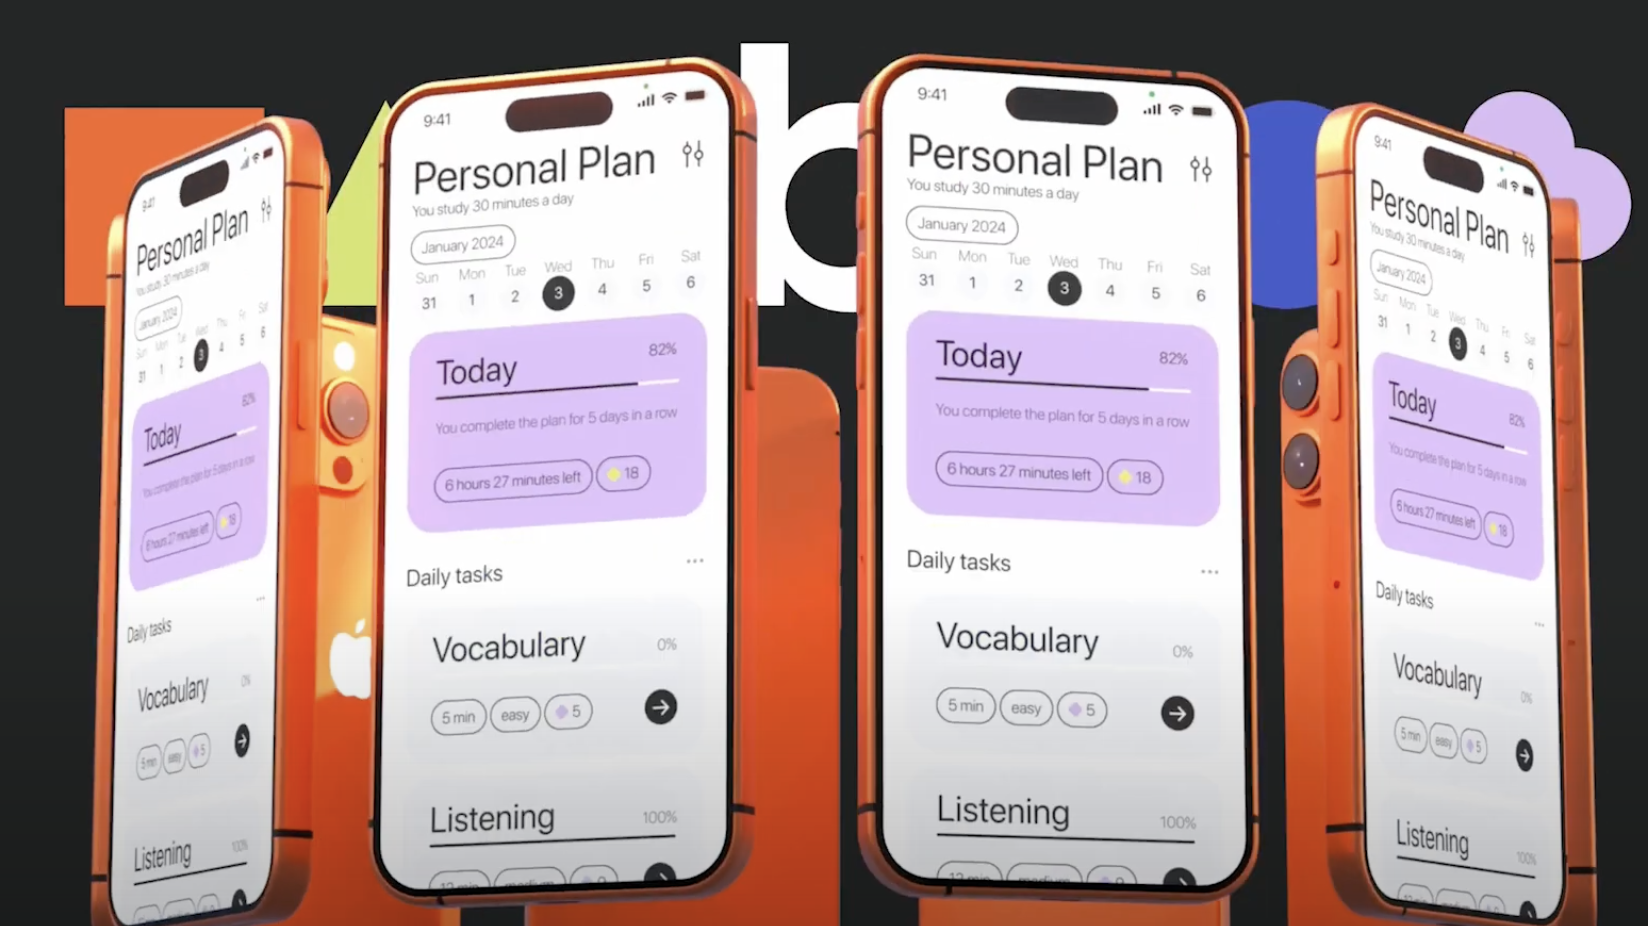 9:41
Personal Plan
You study 30 minutes a day
January 2024
Sun Mon Tue Wed Thu Fri Sat
31 1 2 3 4 5 6
Today 82%
You complete the plan for 5 days in a row
6 hours 27 minutes left 18
Daily tasks
Vocabulary 0%
5 min easy 5
Listening 100%
9:41
Personal Plan
You study 30 minutes a day
January 2024
Sun Mon Tue Wed Thu Fri Sat
31 1 2 3 4 5 6
Today 82%
You complete the plan for 5 days in a row
6 hours 27 minutes left 18
Daily tasks
Vocabulary 0%
5 min easy 5
Listening 100%
12 min medium 9
9:41
Personal Plan
You study 30 minutes a day
January 2024
Sun Mon Tue Wed Thu Fri Sat
31 1 2 3 4 5 6
Today 82%
You complete the plan for 5 days in a row
6 hours 27 minutes left 18
Daily tasks
Vocabulary 0%
5 min easy 5
Listening 100%
12 min medium 9
9:41
Personal Plan
You study 30 minutes a day
January 2024
Sun Mon Tue Wed Thu Fri Sat
31 1 2 3 4 5 6
Today 82%
You complete the plan for 5 days in a row
6 hours 27 minutes left 18
Daily tasks
Vocabulary 0%
5 min easy 5
Listening 100%
b